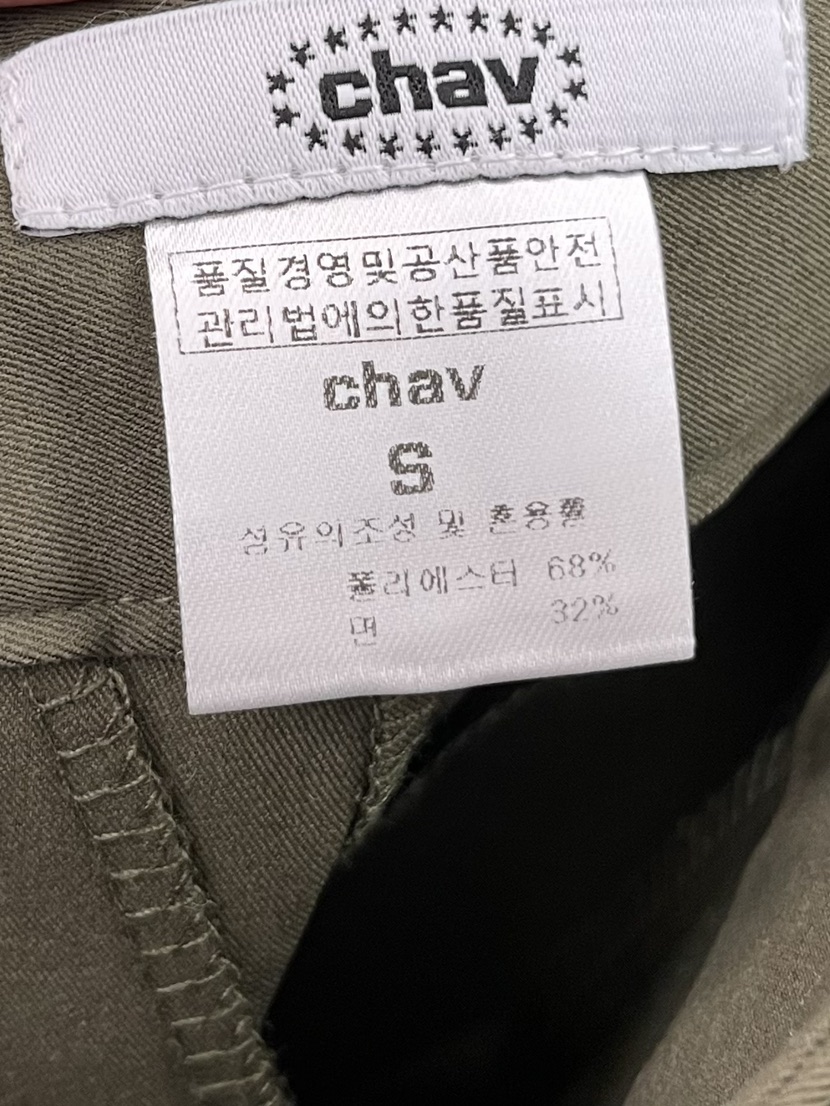 chav
품질경영및공산품안전
관리법에의한품질표시
chav
S
섬유의조성 및 혼용률
폴리에스터 68%
면 32%